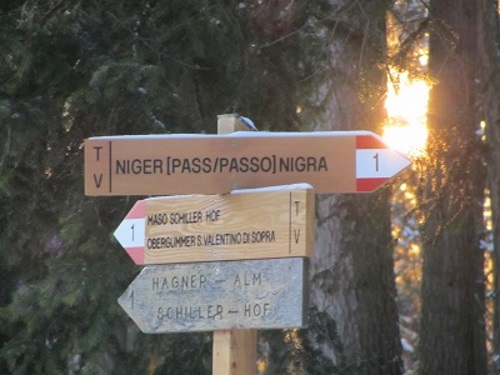 T
V
NIGER [PASS/PASSO] NIGRA
1
1
MASO SCHILLER HOF
OBERGUMMER S.VALENTINO DI SOPRA
T
V
1
HAGNER — ALM
SCHILLER — HOF